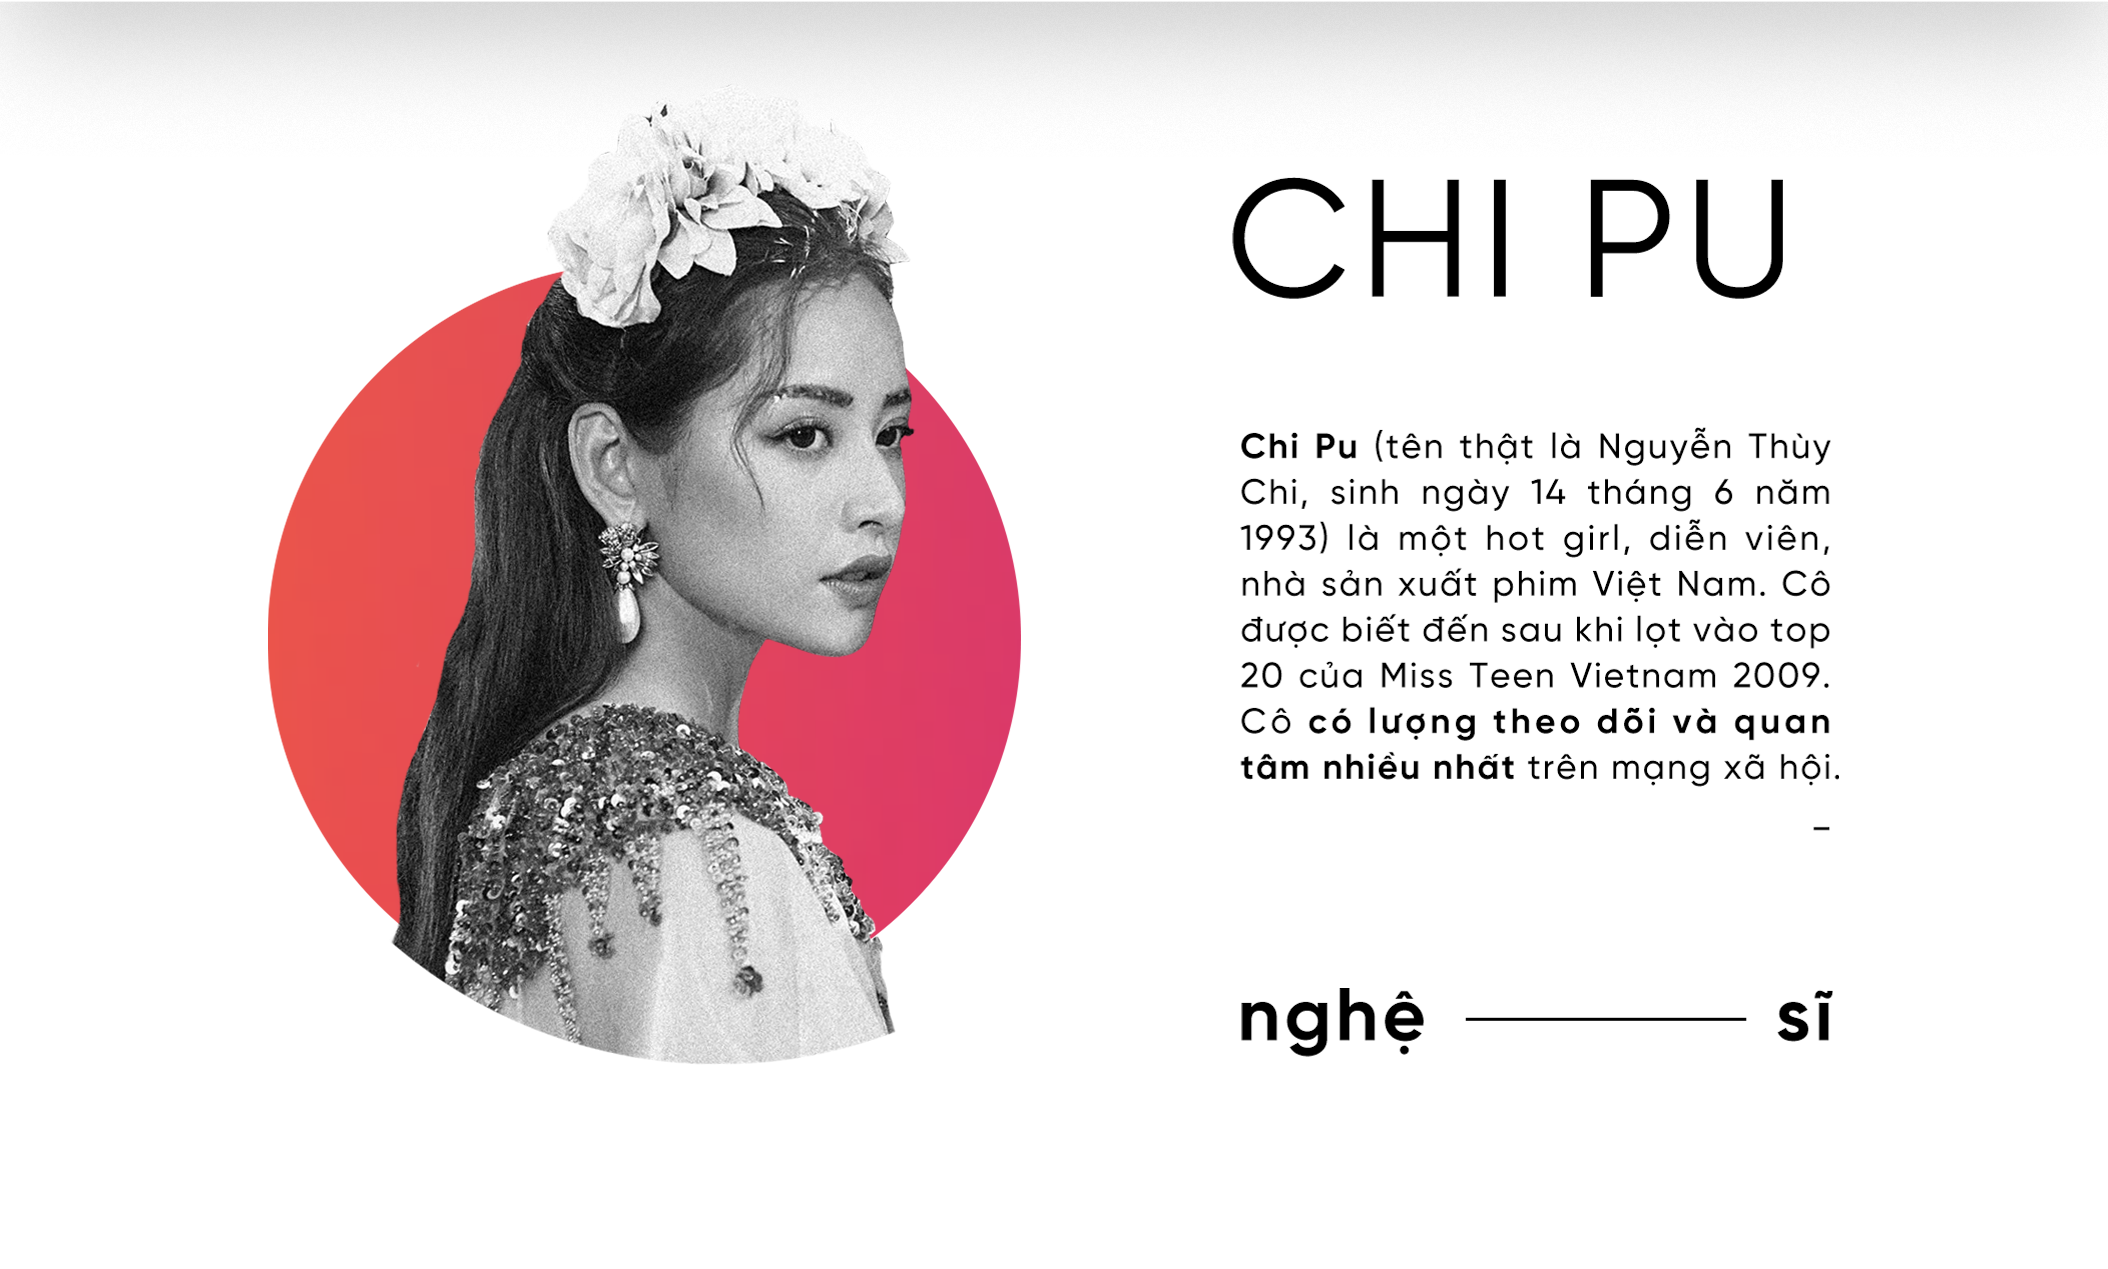 CHI PU
Chi Pu (tên thật là Nguyễn Thùy
Chi, sinh ngày 14 tháng 6 năm
1993) là một hot girl, diễn viên,
nhà sản xuất phim Việt Nam. Cô
được biết đến sau khi lọt vào top
20 của Miss Teen Vietnam 2009.
Cô có lượng theo dõi và quan
tâm nhiều nhất trên mạng xã hội.
–
nghệ sĩ